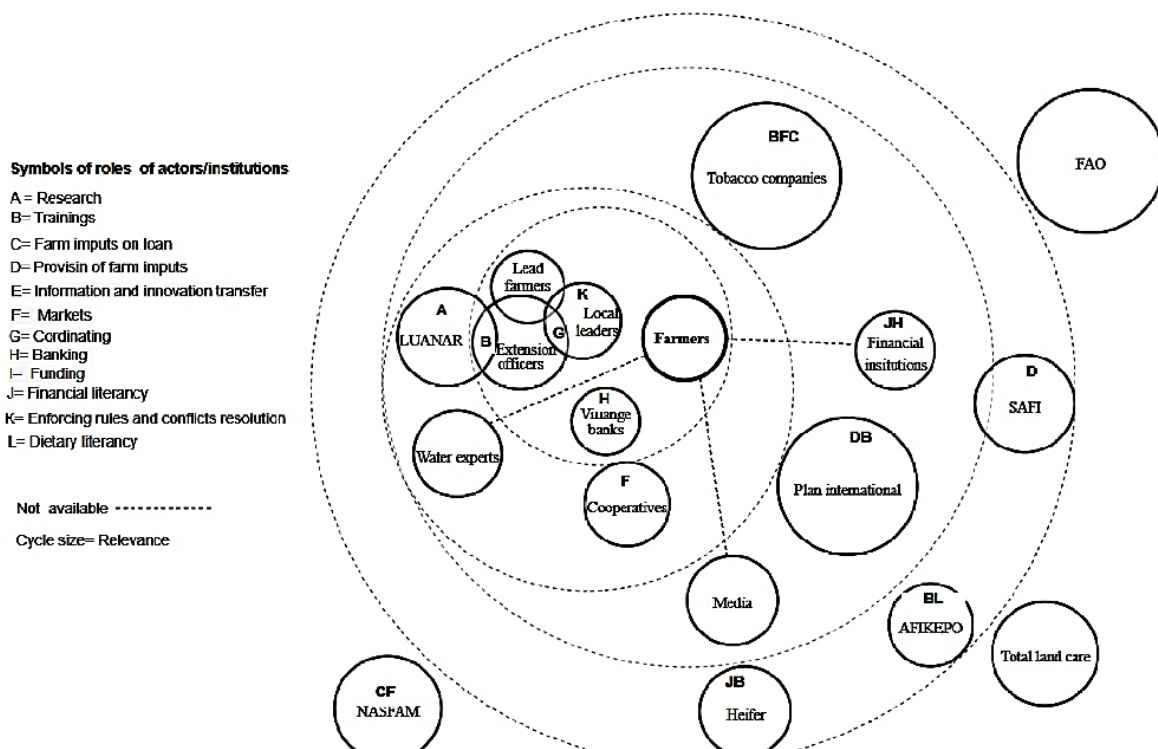 Symbols of roles of actors/institutions
A = Research
B= Trainings
C= Farm imputs on loan
D= Provisin of farm imputs
E= Information and innovation transfer
F= Markets
G= Cordinating
H= Banking
I= Funding
J= Financial literancy
K= Enforcing rules and conflicts resolution
L= Dietary literancy
Not available
Cycle size= Relevance
BFC
Tobacco companies
FAO
Lead
farmers
A
LUANAR
B
Extension
officers
G
K
Local
leaders
Farmers
JH
Financial
insitutions
D
SAFI
H
banks
Water experts
F
Cooperatives
DB
Plan international
Media
BL
AFIKEPO
Total land care
CF
NASFAM
JB
Heifer